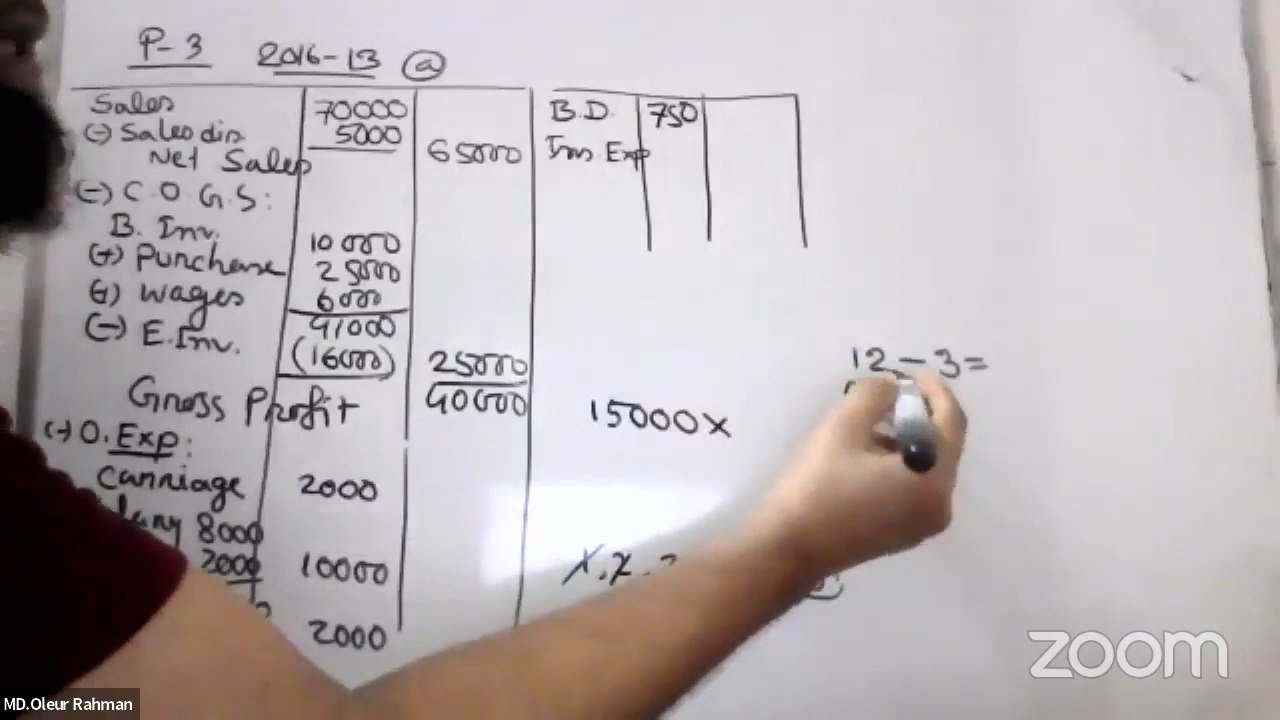 P-3 2016-13 (a)
Sales 70000
(-) Sales dis. 5000
Net Sales 65000
(-) C.O.G.S:
B. Inv. 10000
(+) Purchase 25000
(+) Wages 6000
41000
(-) E. Inv. (16000) 25000
Gross Profit 40000
(-) O. Exp:
Carriage 2000
8000
2000 10000
2000
B.D. 750
Ins. Exp
12-3=
15000x
zoom
MD.Oleur Rahman